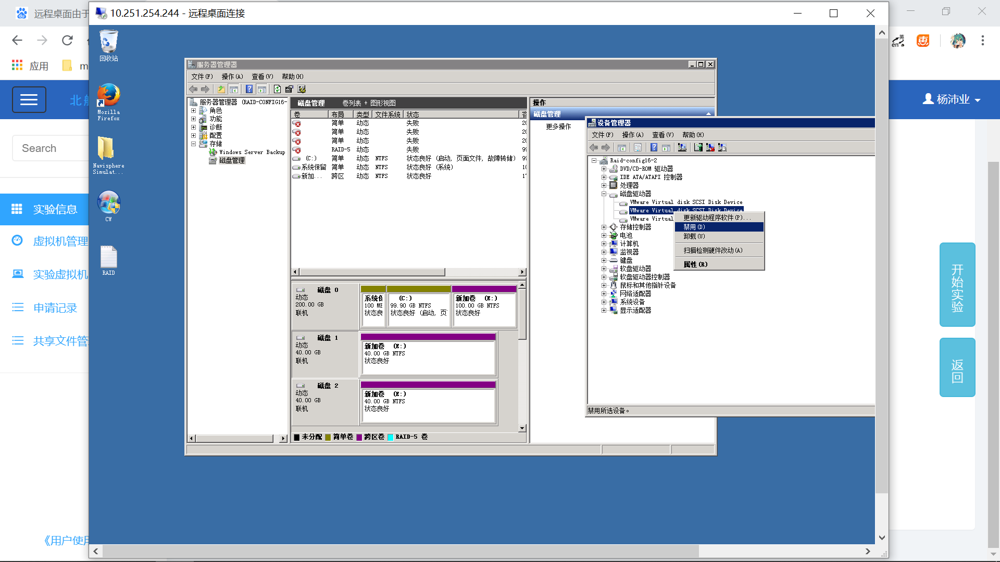 远程桌面由于
10.251.254.244 - 远程桌面连接
应用
m
en
英
惠
杨沛业
Search
实验信息
虚拟机管理
实验虚拟机
申请记录
共享文件管
《用户使用
开始实验
返回
回收站
Mozilla
Firefox
Navisphere
Simulat...
CW
RAID
服务器管理器
文件(F) 操作(A) 查看(V) 帮助(H)
服务器管理器 (RAID-CONFIG16-
角色
功能
诊断
配置
存储
Windows Server Backup
磁盘管理
磁盘管理 卷列表 + 图形视图
卷 布局 类型 文件系统 状态
简单 动态 失败
简单 动态 失败
简单 动态 失败
RAID-5 动态 失败
(C:) 简单 动态 NTFS 状态良好 (启动, 页面文件, 故障转储)
系统保留 简单 动态 NTFS 状态良好 (系统)
新加... 跨区 动态 NTFS 状态良好
磁盘 0
动态
200.00 GB
联机
系统保
100 MB
状态良
(C:)
99.90 GB NTFS
状态良好 (启动, 页
新加卷 (E:)
100.00 GB NTFS
状态良好
磁盘 1
动态
40.00 GB
联机
新加卷 (E:)
40.00 GB NTFS
状态良好
磁盘 2
动态
40.00 GB
联机
新加卷 (E:)
40.00 GB NTFS
状态良好
未分配 简单卷 跨区卷 RAID-5 卷
操作
磁盘管理
更多操作
设备管理器
文件(F) 操作(A) 查看(V) 帮助(H)
Raid-config16-2
DVD/CD-ROM 驱动器
IDE ATA/ATAPI 控制器
处理器
磁盘驱动器
VMware Virtual disk SCSI Disk Device
VMware Virtual disk SCSI Disk Device
VMware Virtual
存储控制器
电池
计算机
监视器
键盘
软盘驱动器
软盘驱动器控制器
鼠标和其他指针设备
网络适配器
系统设备
显示适配器
更新驱动程序软件(P)...
禁用(D)
卸载(U)
扫描检测硬件改动(A)
属性(R)
禁用所选设备。